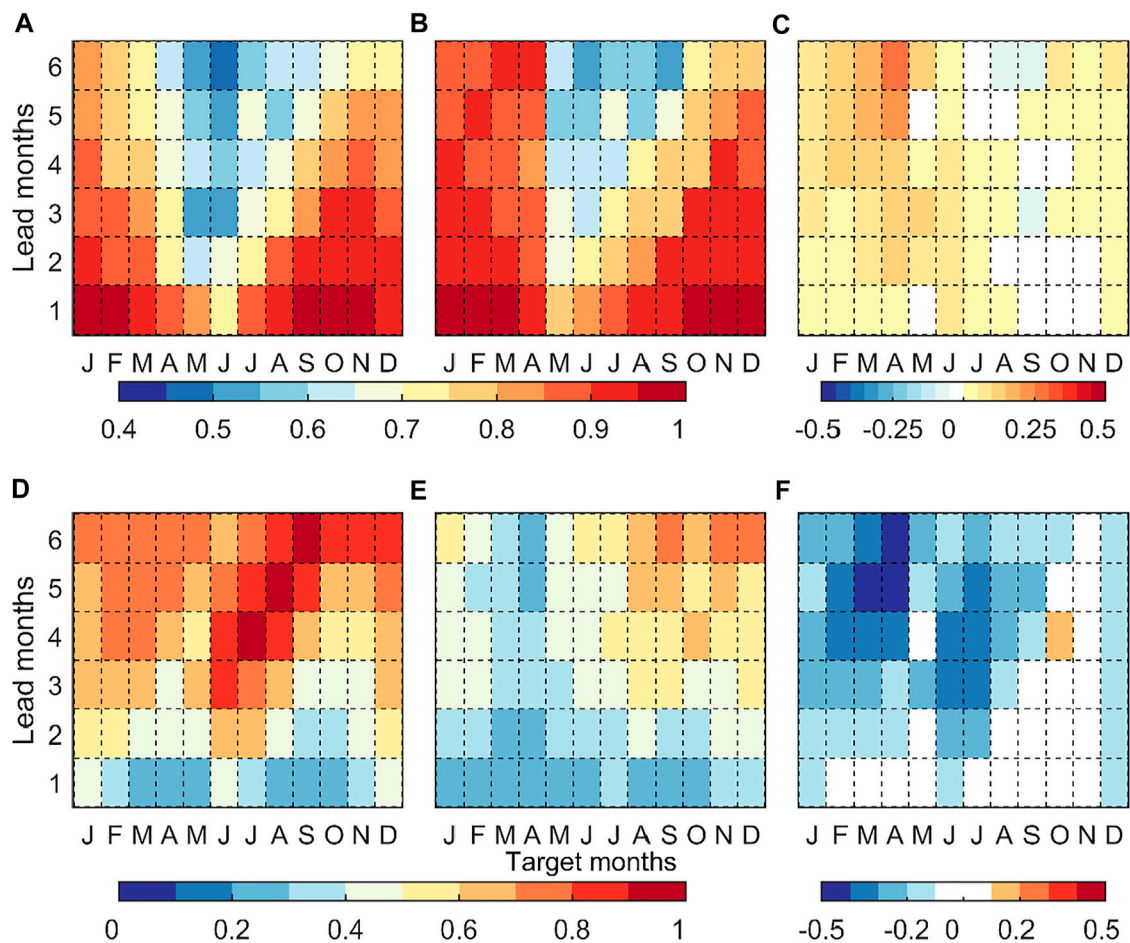 A B C
Lead months
6
5
4
3
2
1
J F M A M J J A S O N D J F M A M J J A S O N D J F M A M J J A S O N D
0.4 0.5 0.6 0.7 0.8 0.9 1 -0.5 -0.25 0 0.25 0.5
D E F
Lead months
6
5
4
3
2
1
J F M A M J J A S O N D J F M A M J J A S O N D J F M A M J J A S O N D
Target months
0 0.2 0.4 0.6 0.8 1 -0.5 -0.2 0 0.2 0.5